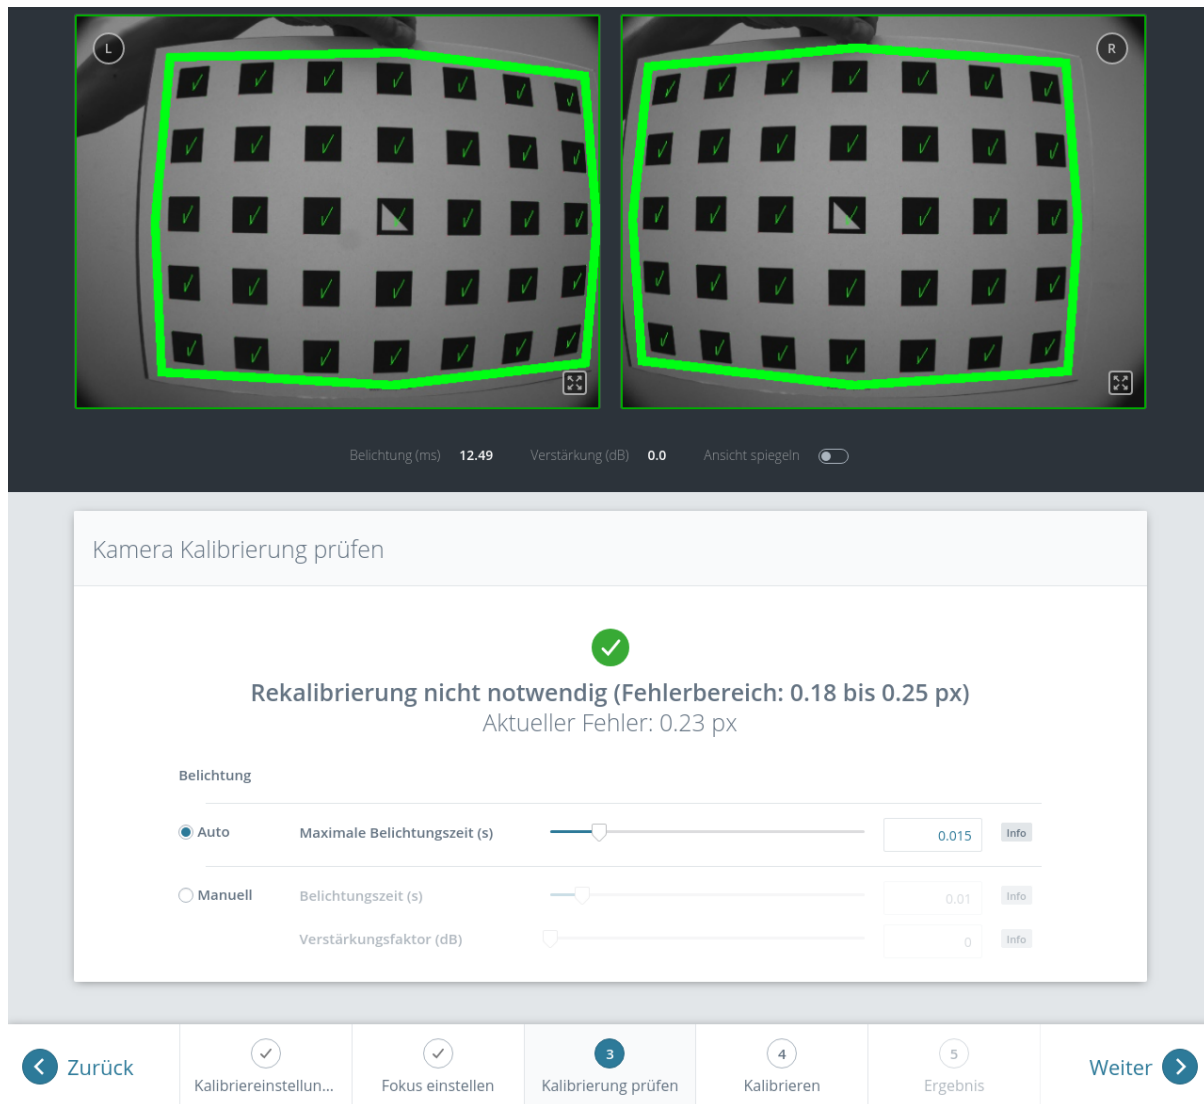 L
R
Belichtung (ms) 12.49 Verstärkung (dB) 0.0 Ansicht spiegeln
Kamera Kalibrierung prüfen
Rekalibrierung nicht notwendig (Fehlerbereich: 0.18 bis 0.25 px)
Aktueller Fehler: 0.23 px
Belichtung
Auto Maximale Belichtungszeit (s) 0.015 Info
Manuell Belichtungszeit (s) 0.01 Info
Verstärkungsfaktor (dB) 0 Info
Zurück
Kalibriereinstellun...
Fokus einstellen
3
Kalibrierung prüfen
4
Kalibrieren
5
Ergebnis
Weiter